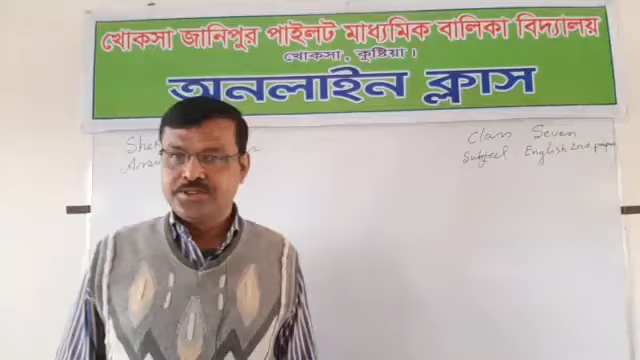 খোকসা জানিপুর পাইলট মাধ্যমিক বালিকা বিদ্যালয়
খোকসা, কুষ্টিয়া।
অনলাইন ক্লাস
Class Seven
Subject. English 2nd paper